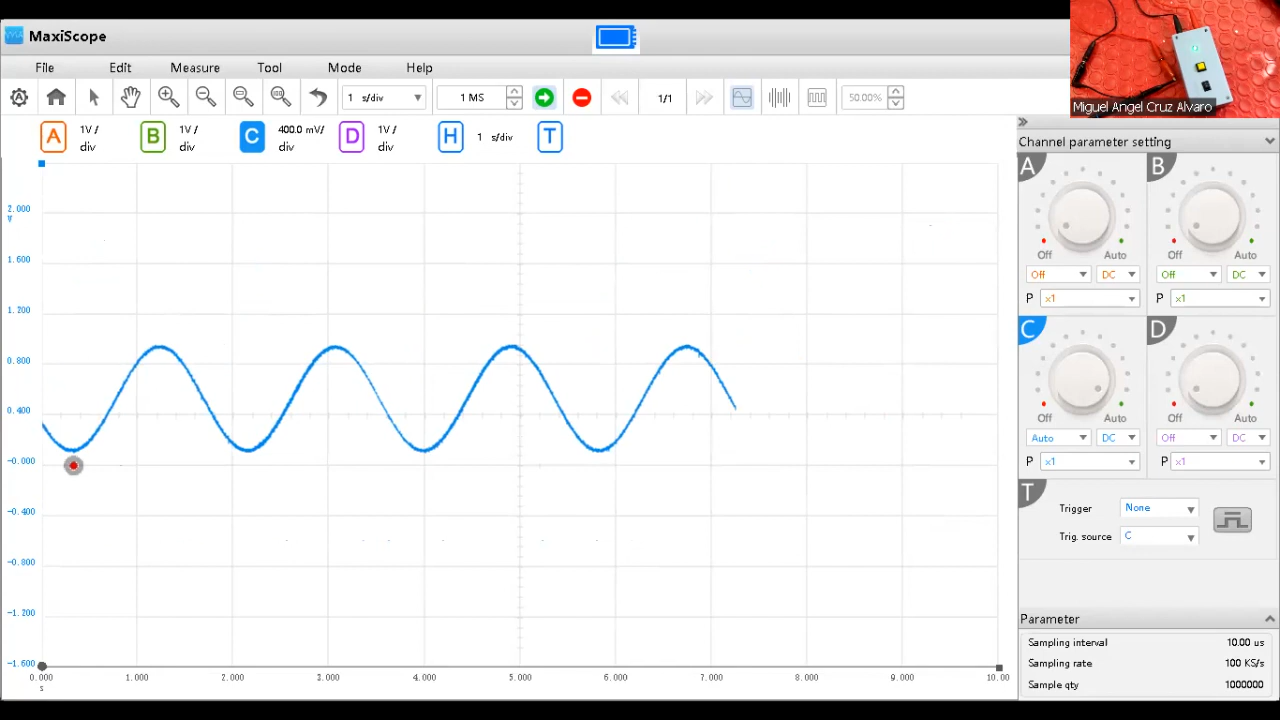 MaxiScope
File Edit Measure Tool Mode Help
1 s/div 1 MS 1/1 50.00%
A 1V/ div B 1V/ div C 400.0 mV/ div D 1V/ div H 1 s/div T
Miguel Angel Cruz Alvaro
2.000
V
1.600
1.200
0.800
0.400
-0.000
-0.400
-0.800
-1.200
-1.600
0.000 1.000 2.000 3.000 4.000 5.000 6.000 7.000 8.000 9.000 10.00
s
Channel parameter setting
A B
Off Auto Off Auto
Off DC Off DC
P x1 P x1
C D
Off Auto Off Auto
Auto DC Off DC
P x1 P x1
T
Trigger None
Trig. source C
Parameter
Sampling interval 10.00 us
Sampling rate 100 KS/s
Sample qty 1000000